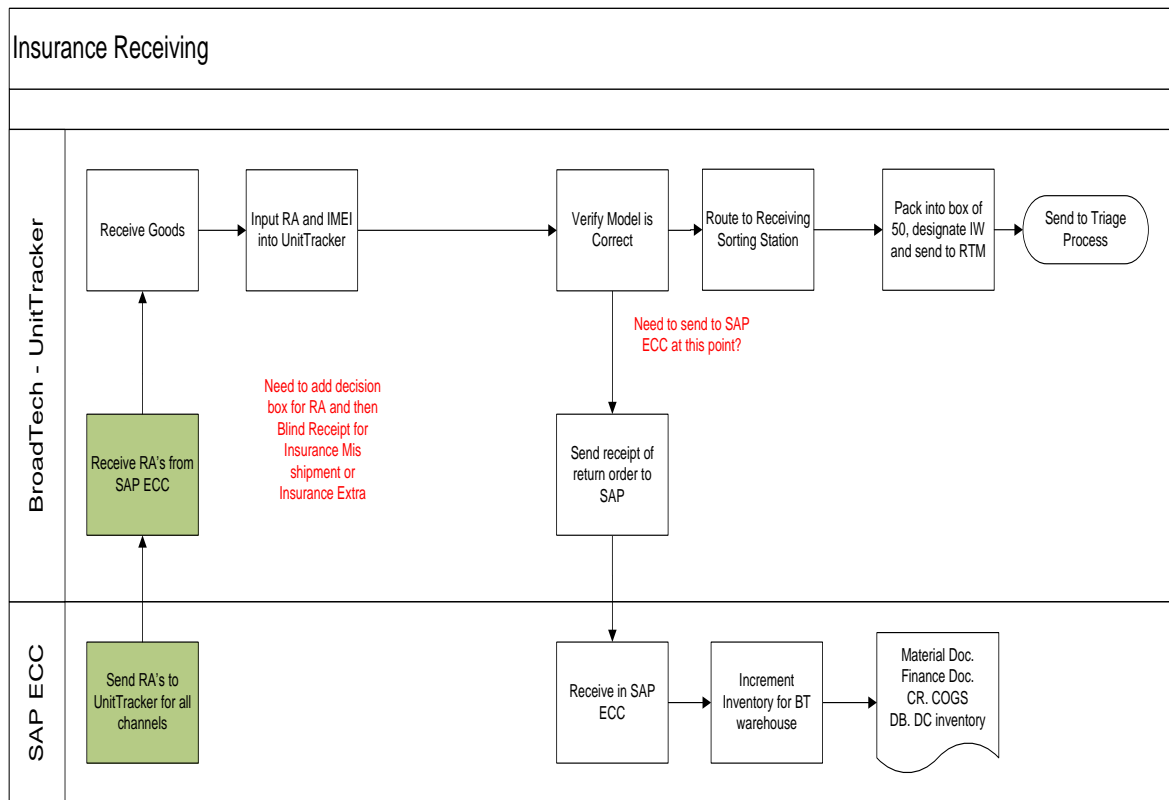 Insurance Receiving
BroadTech - UnitTracker
Receive Goods
Input RA and IMEI
into UnitTracker
Verify Model is
Correct
Route to Receiving
Sorting Station
Pack into box of
50, designate IW
and send to RTM
Send to Triage
Process
Need to send to SAP
ECC at this point?
Need to add decision
box for RA and then
Blind Receipt for
Insurance Mis
shipment or
Insurance Extra
Receive RA's from
SAP ECC
Send receipt of
return order to
SAP
SAP ECC
Send RA's to
UnitTracker for all
channels
Receive in SAP
ECC
Increment
Inventory for BT
warehouse
Material Doc.
Finance Doc.
CR. COGS
DB. DC inventory